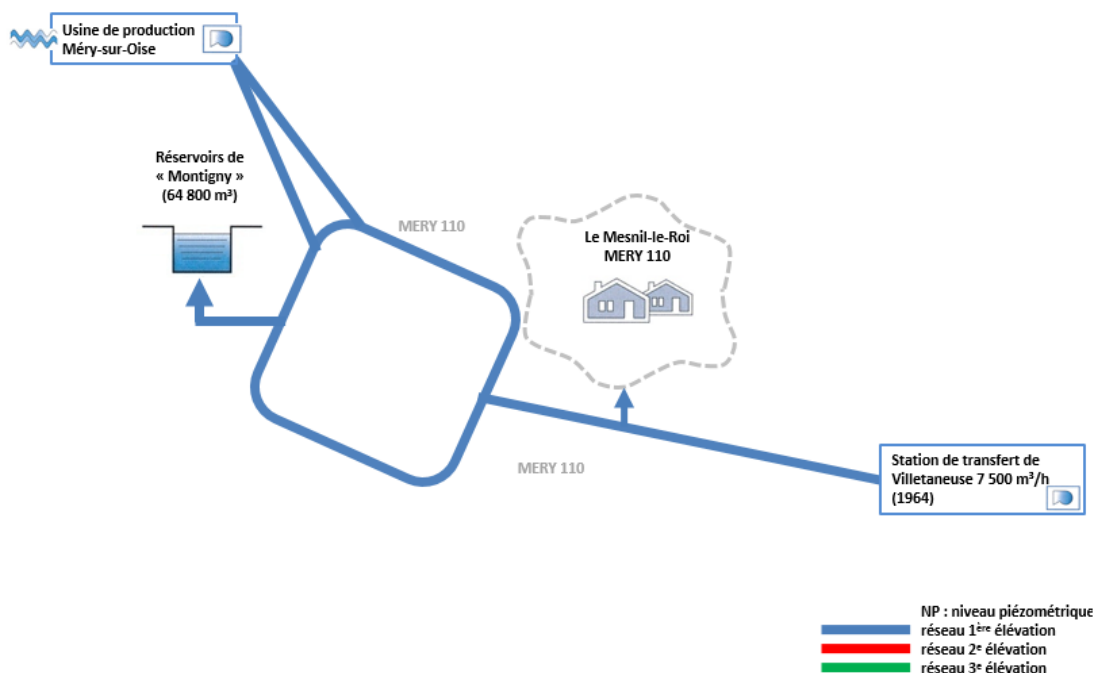 Usine de production
Méry-sur-Oise
Réservoirs de
« Montigny »
(64 800 m³)
MERY 110
Le Mesnil-le-Roi
MERY 110
MERY 110
Station de transfert de
Villetaneuse 7 500 m³/h
(1964)
NP : niveau piézométrique
réseau 1ère élévation
réseau 2e élévation
réseau 3e élévation